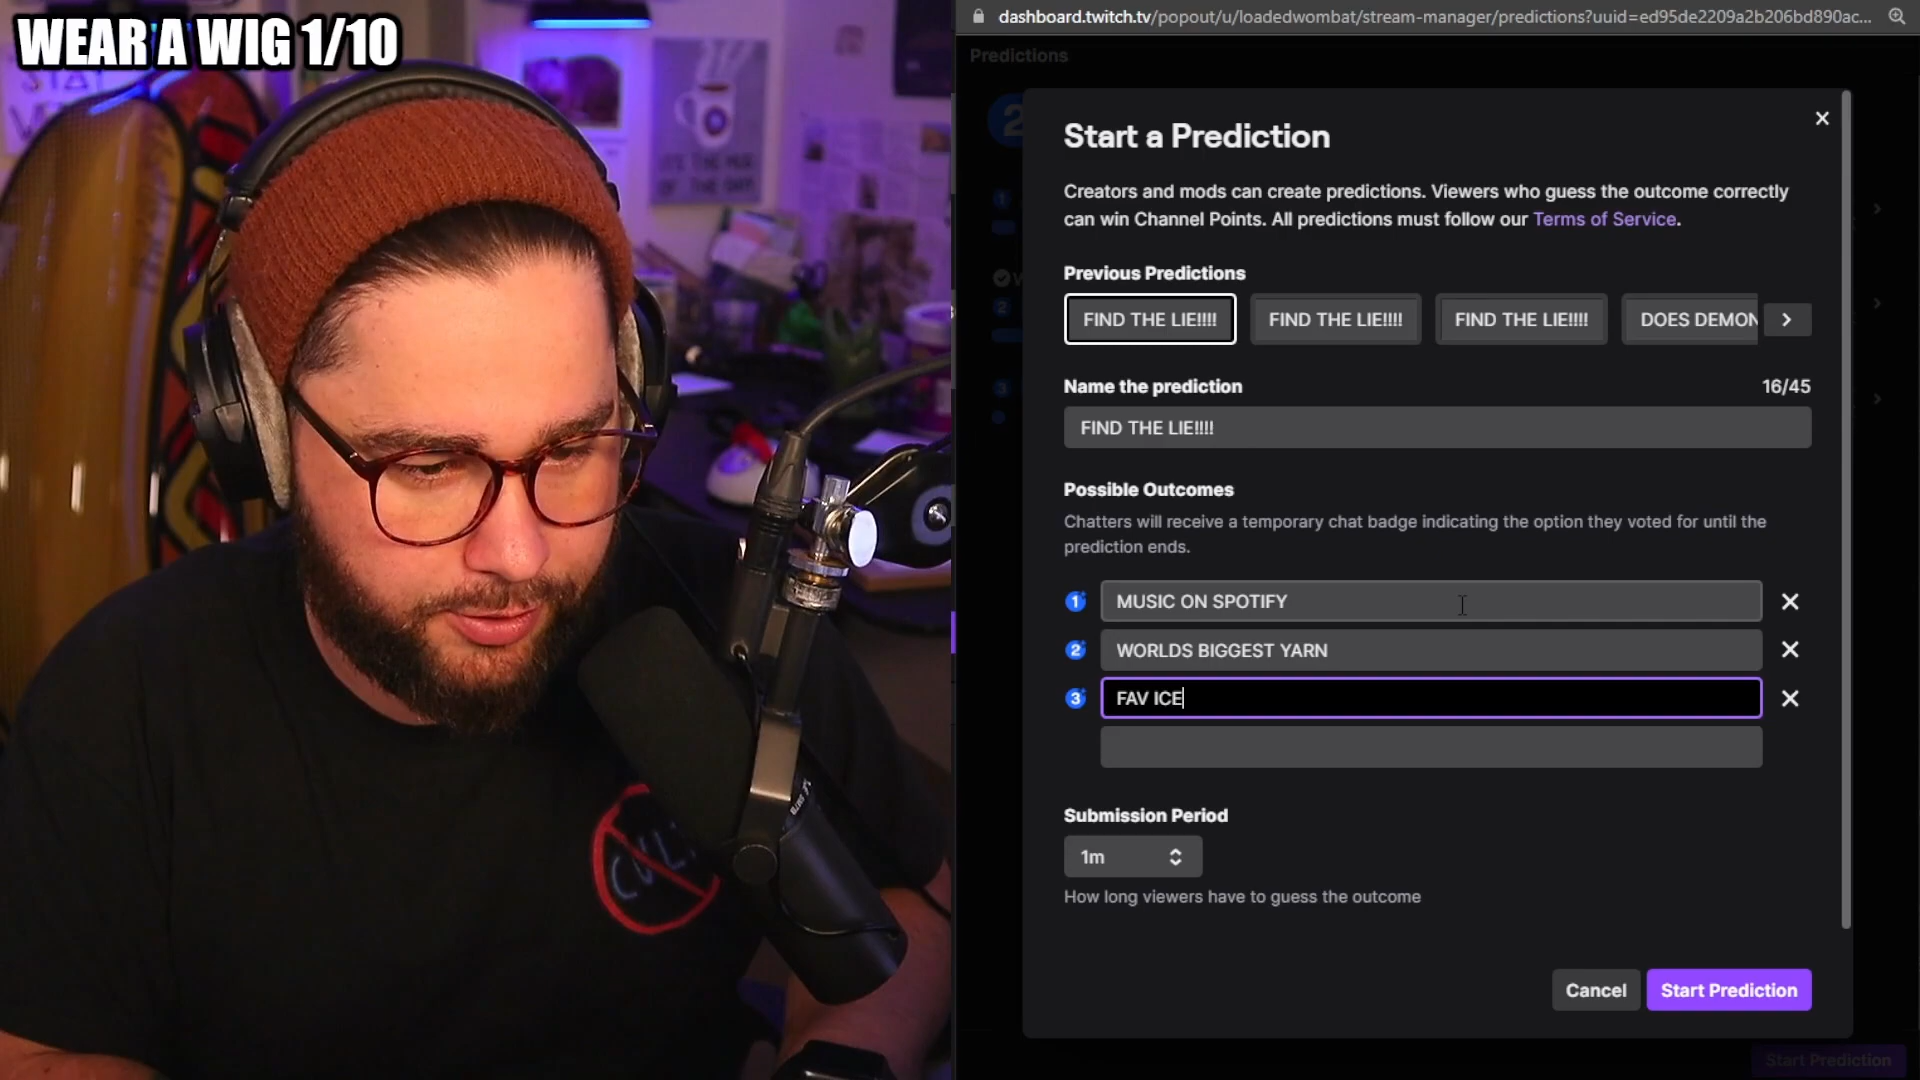 WEAR A WIG 1/10
dashboard.twitch.tv/popout/u/loadedwombat/stream-manager/predictions?uuid=ed95de2209a2b206bd890ac...
Predictions
Start a Prediction
Creators and mods can create predictions. Viewers who guess the outcome correctly
can win Channel Points. All predictions must follow our Terms of Service.
Previous Predictions
FIND THE LIE!!!!
FIND THE LIE!!!!
FIND THE LIE!!!!
DOES DEMON
Name the prediction
16/45
FIND THE LIE!!!!
Possible Outcomes
Chatters will receive a temporary chat badge indicating the option they voted for until the
prediction ends.
1 MUSIC ON SPOTIFY
2 WORLDS BIGGEST YARN
3 FAV ICE
Submission Period
1m
How long viewers have to guess the outcome
Cancel
Start Prediction
Start Prediction